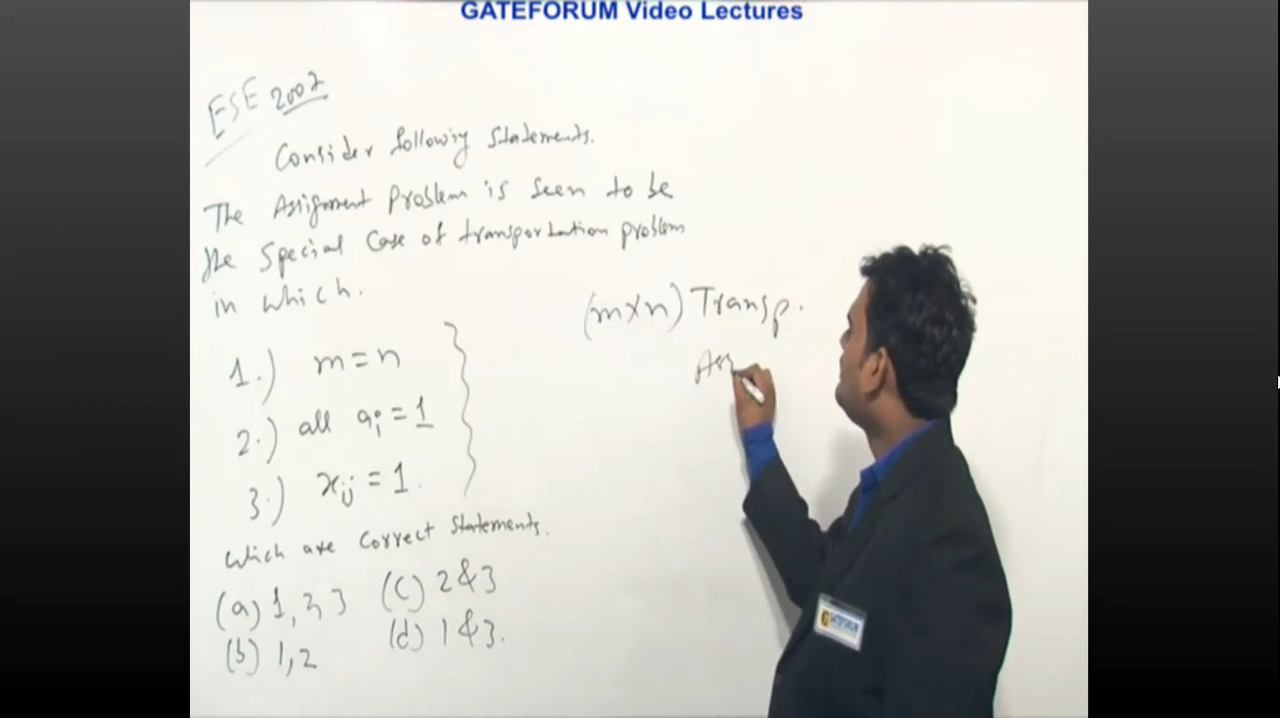 GATEFORUM Video Lectures
ESE 2007
Consider following statements.
The Assignment Problem is seen to be
the special case of transportation problem
in which.
1.) m=n
2.) all ai = 1
3.) xij = 1.
which are correct statements.
(a) 1, 2, 3
(b) 1, 2
(c) 2 & 3
(d) 1 & 3.
(m×n) Transp.
Ass
GATEFORUM